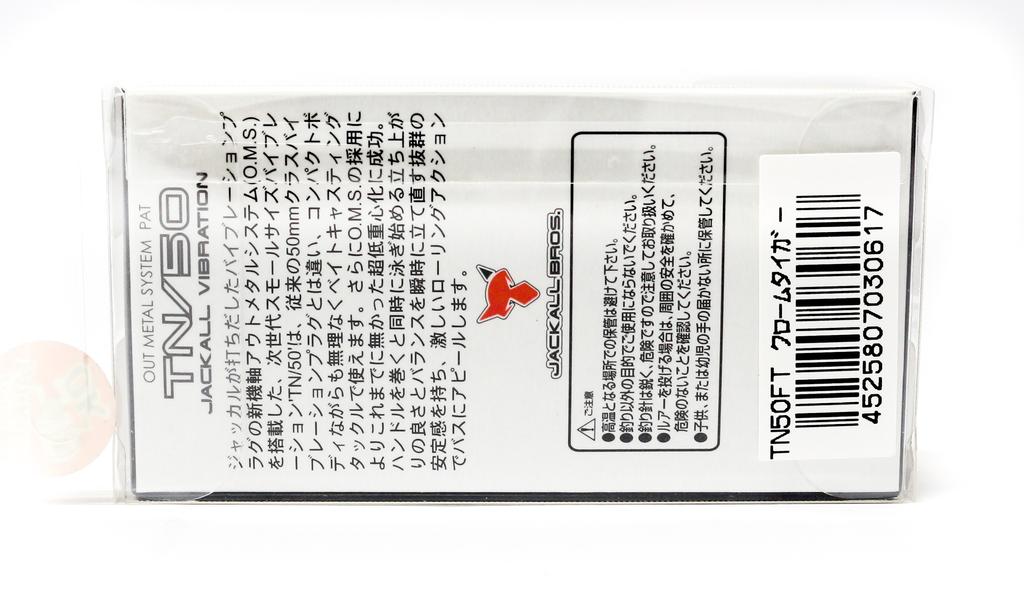 OUT METAL SYSTEM PAT
TN/50
JACKALL VIBRATION
ジャッカルが打ちだしたバイブレーションプ
ラグの新機軸アウトメタルシステム(O.M.S.)
を搭載した、次世代スモールサイズバイブレ
ーション'TN/50'は、従来の50mmクラスバイ
ブレーションプラグとは違い、コンパクトボ
ディながらも無理なくベイトキャスティング
タックルで使えます。さらにO.M.S.の採用に
よりこれまでに無かった超低重心化に成功。
ハンドルを巻くと同時に泳ぎ始める立ち上が
りの良さとバランスを瞬時に立て直す抜群の
安定感を持ち、激しいローリングアクション
でバスにアピールします。
JACKALL BROS.
ご注意
●高温となる場所での保管は避けて下さい。
●釣り以外の目的でご使用にならないでください。
●釣り針は鋭く、危険ですので注意してお取り扱いください。
●ルアーを投げる場合は、周囲の安全を確かめて、
危険のないことを確認してください。
●子供、または幼児の手の届かない所に保管してください。
TN50FT クロームタイガー
4525807030617